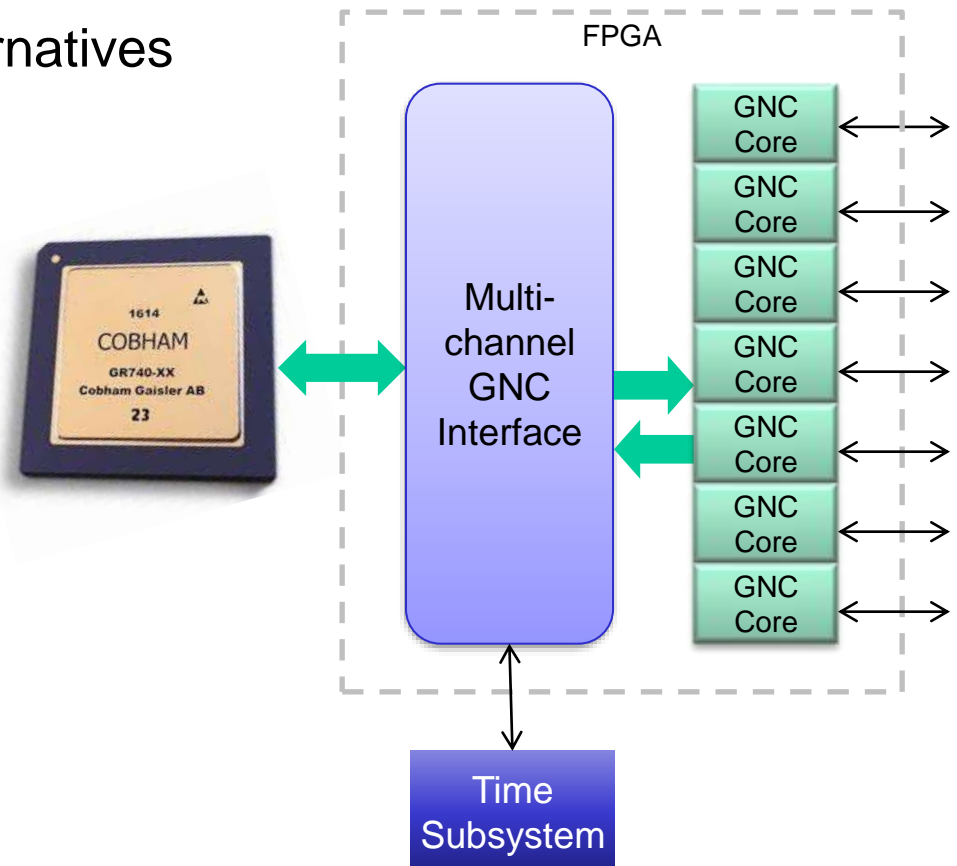 rnatives
FPGA
1614
COBHAM
GR740-XX
Cobham Gaisler AB
23
Multi-
channel
GNC
Interface
GNC
Core
GNC
Core
GNC
Core
GNC
Core
GNC
Core
GNC
Core
GNC
Core
Time
Subsystem